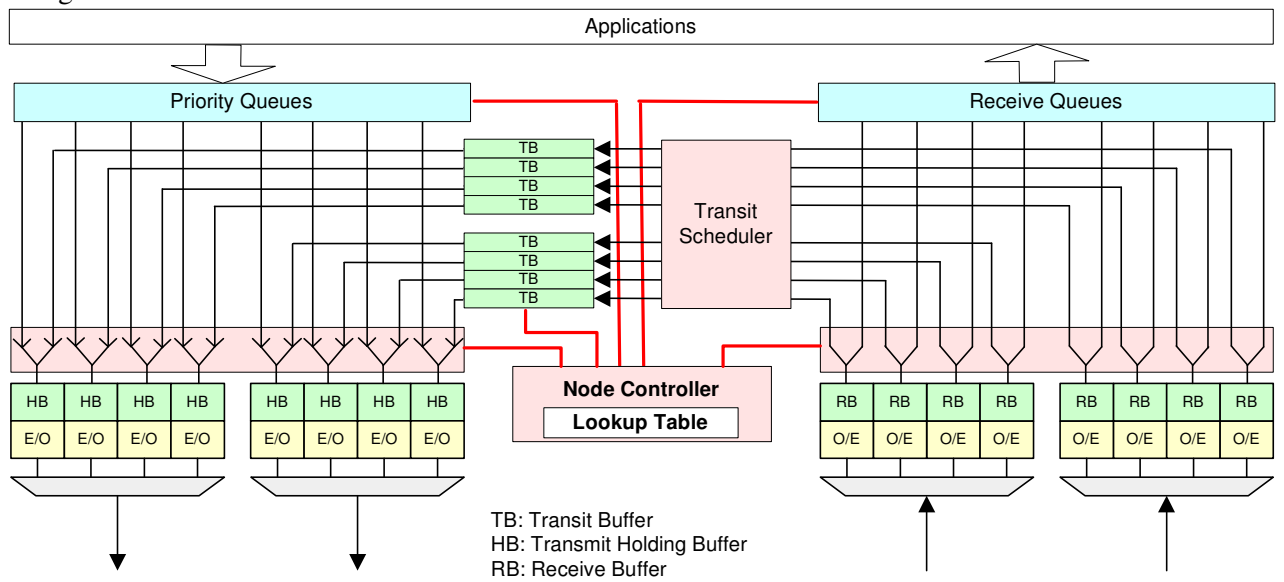 Applications
Priority Queues
Receive Queues
TB
TB
TB
TB
TB
TB
TB
TB
Transit
Scheduler
Node Controller
Lookup Table
HB HB HB HB HB HB HB HB
E/O E/O E/O E/O E/O E/O E/O E/O
RB RB RB RB RB RB RB RB
O/E O/E O/E O/E O/E O/E O/E O/E
TB: Transit Buffer
HB: Transmit Holding Buffer
RB: Receive Buffer